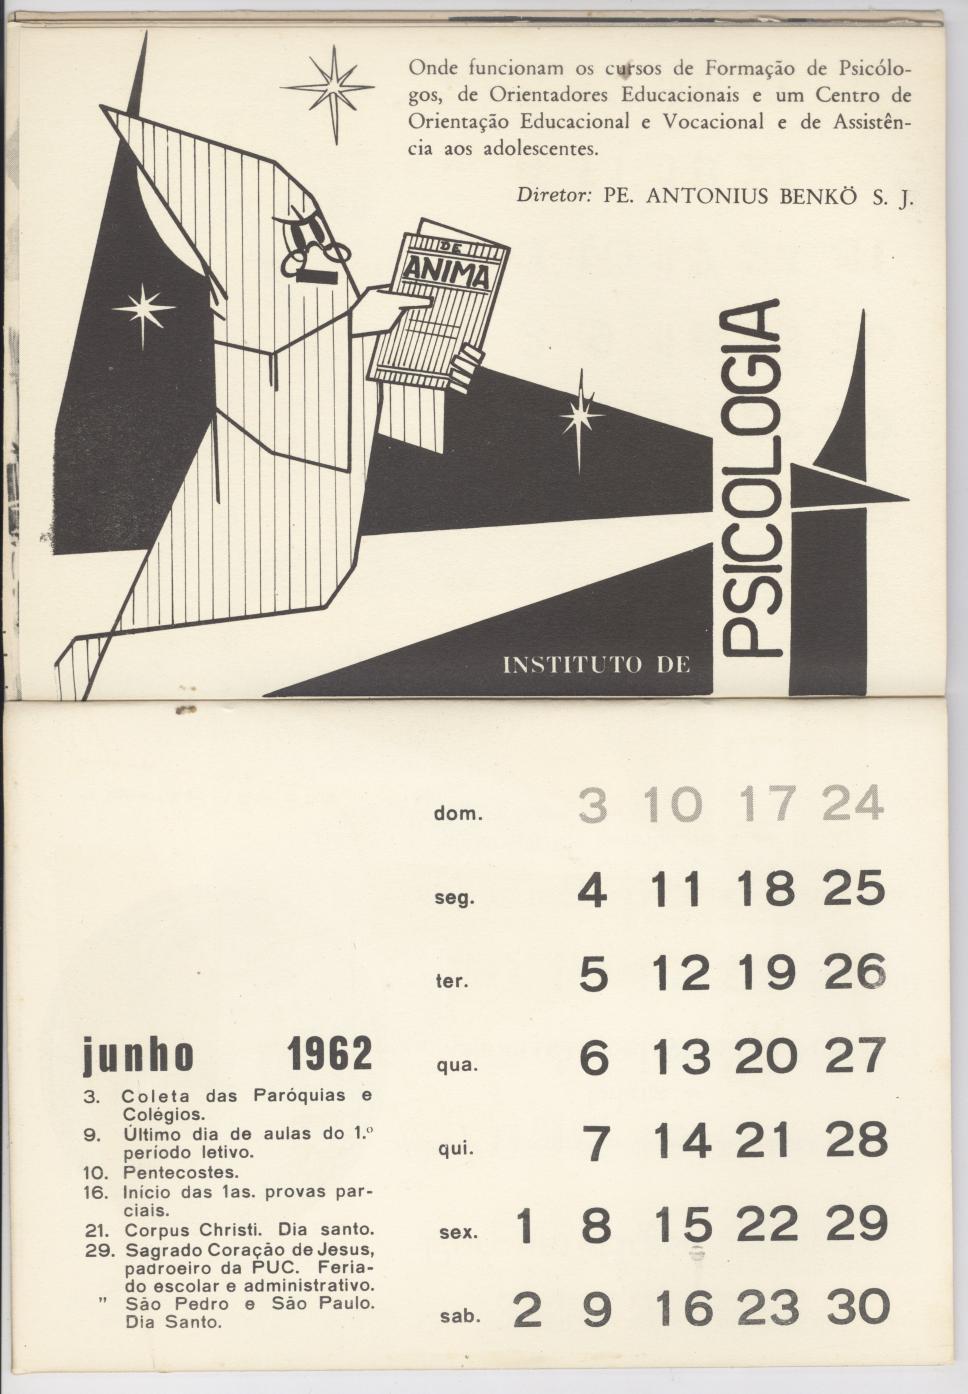 Onde funcionam os cursos de Formação de Psicólo-
gos, de Orientadores Educacionais e um Centro de
Orientação Educacional e Vocacional e de Assistên-
cia aos adolescentes.
Diretor: PE. ANTONIUS BENKÖ S. J.
DE
ANIMA
INSTITUTO DE
PSICOLOGIA
dom. 3 10 17 24
seg. 4 11 18 25
ter. 5 12 19 26
qua. 6 13 20 27
qui. 7 14 21 28
sex. 1 8 15 22 29
sab. 2 9 16 23 30
junho 1962
3. Coleta das Paróquias e
Colégios.
9. Último dia de aulas do 1.º
período letivo.
10. Pentecostes.
16. Início das 1as. provas par-
ciais.
21. Corpus Christi. Dia santo.
29. Sagrado Coração de Jesus,
padroeiro da PUC. Feria-
do escolar e administrativo.
" São Pedro e São Paulo.
Dia Santo.